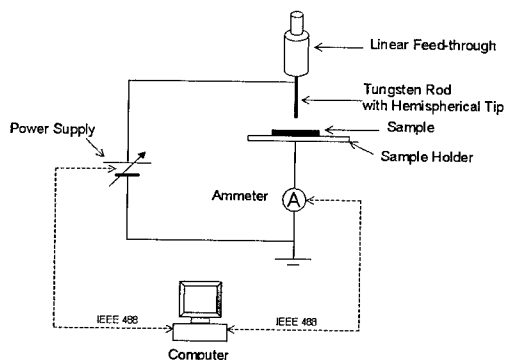 Linear Feed-through
Tungsten Rod
with Hemispherical Tip
Sample
Power Supply
Sample Holder
Ammeter
A
IEEE 488
IEEE 488
Computer